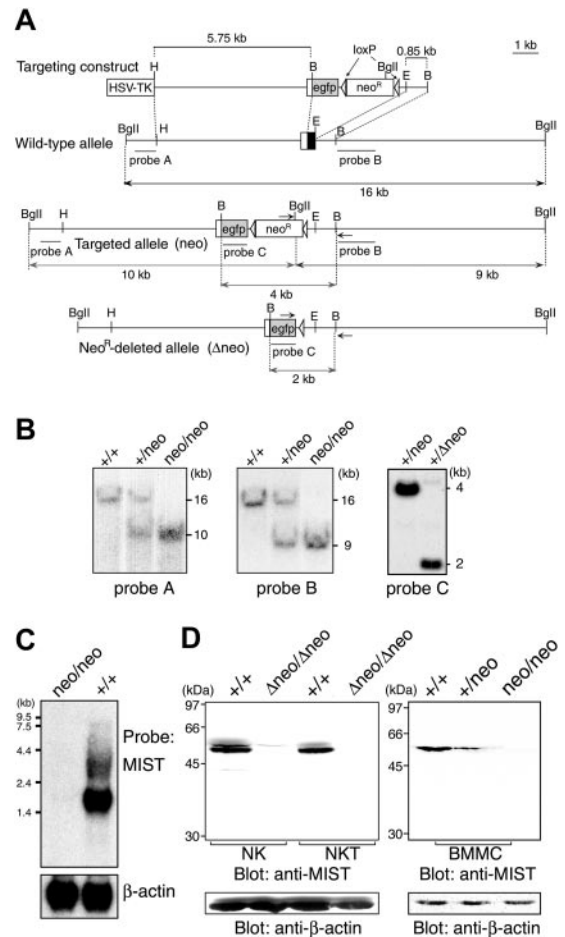 A
5.75 kb
loxP
1 kb
Targeting construct H B BglI 0.85 kb
E B
HSV-TK egfp neoR
Wild-type allele BglI H E B BglI
probe A probe B
16 kb
BglI H B BglI E B BglI
egfp neoR
probe A Targeted allele (neo) probe C probe B
10 kb 9 kb
4 kb
BglI H B E B BglI
egfp
NeoR-deleted allele (Δneo) probe C
2 kb
B
+/+ +/neo neo/neo (kb)
16
10
probe A
+/+ +/neo neo/neo (kb)
16
9
probe B
+/neo +/Δneo (kb)
4
2
probe C
C
neo/neo +/+
(kb)
9.5
7.5
4.4
2.4
1.4
Probe:
MIST
β-actin
D
+/+ Δneo/Δneo +/+ Δneo/Δneo
(kDa)
97
66
45
30
NK NKT
Blot: anti-MIST
Blot: anti-β-actin
+/+ +/neo neo/neo
(kDa)
97
66
45
30
BMMC
Blot: anti-MIST
Blot: anti-β-actin